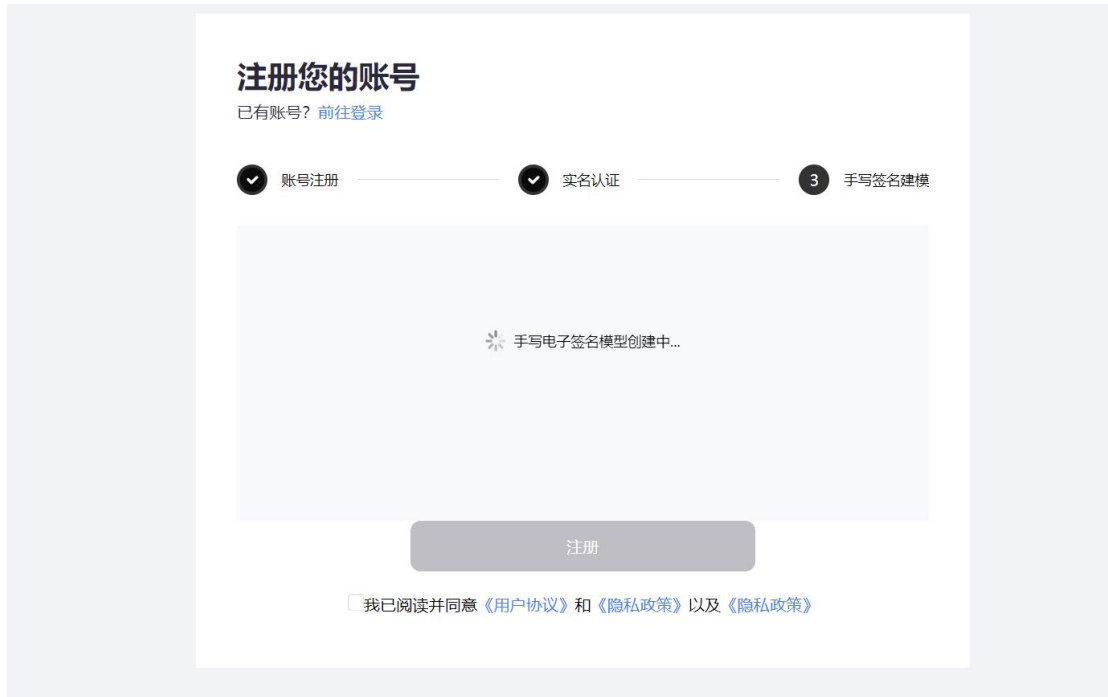 注册您的账号
已有账号？前往登录
账号注册 实名认证 3 手写签名建模
手写电子签名模型创建中...
注册
我已阅读并同意《用户协议》和《隐私政策》以及《隐私政策》